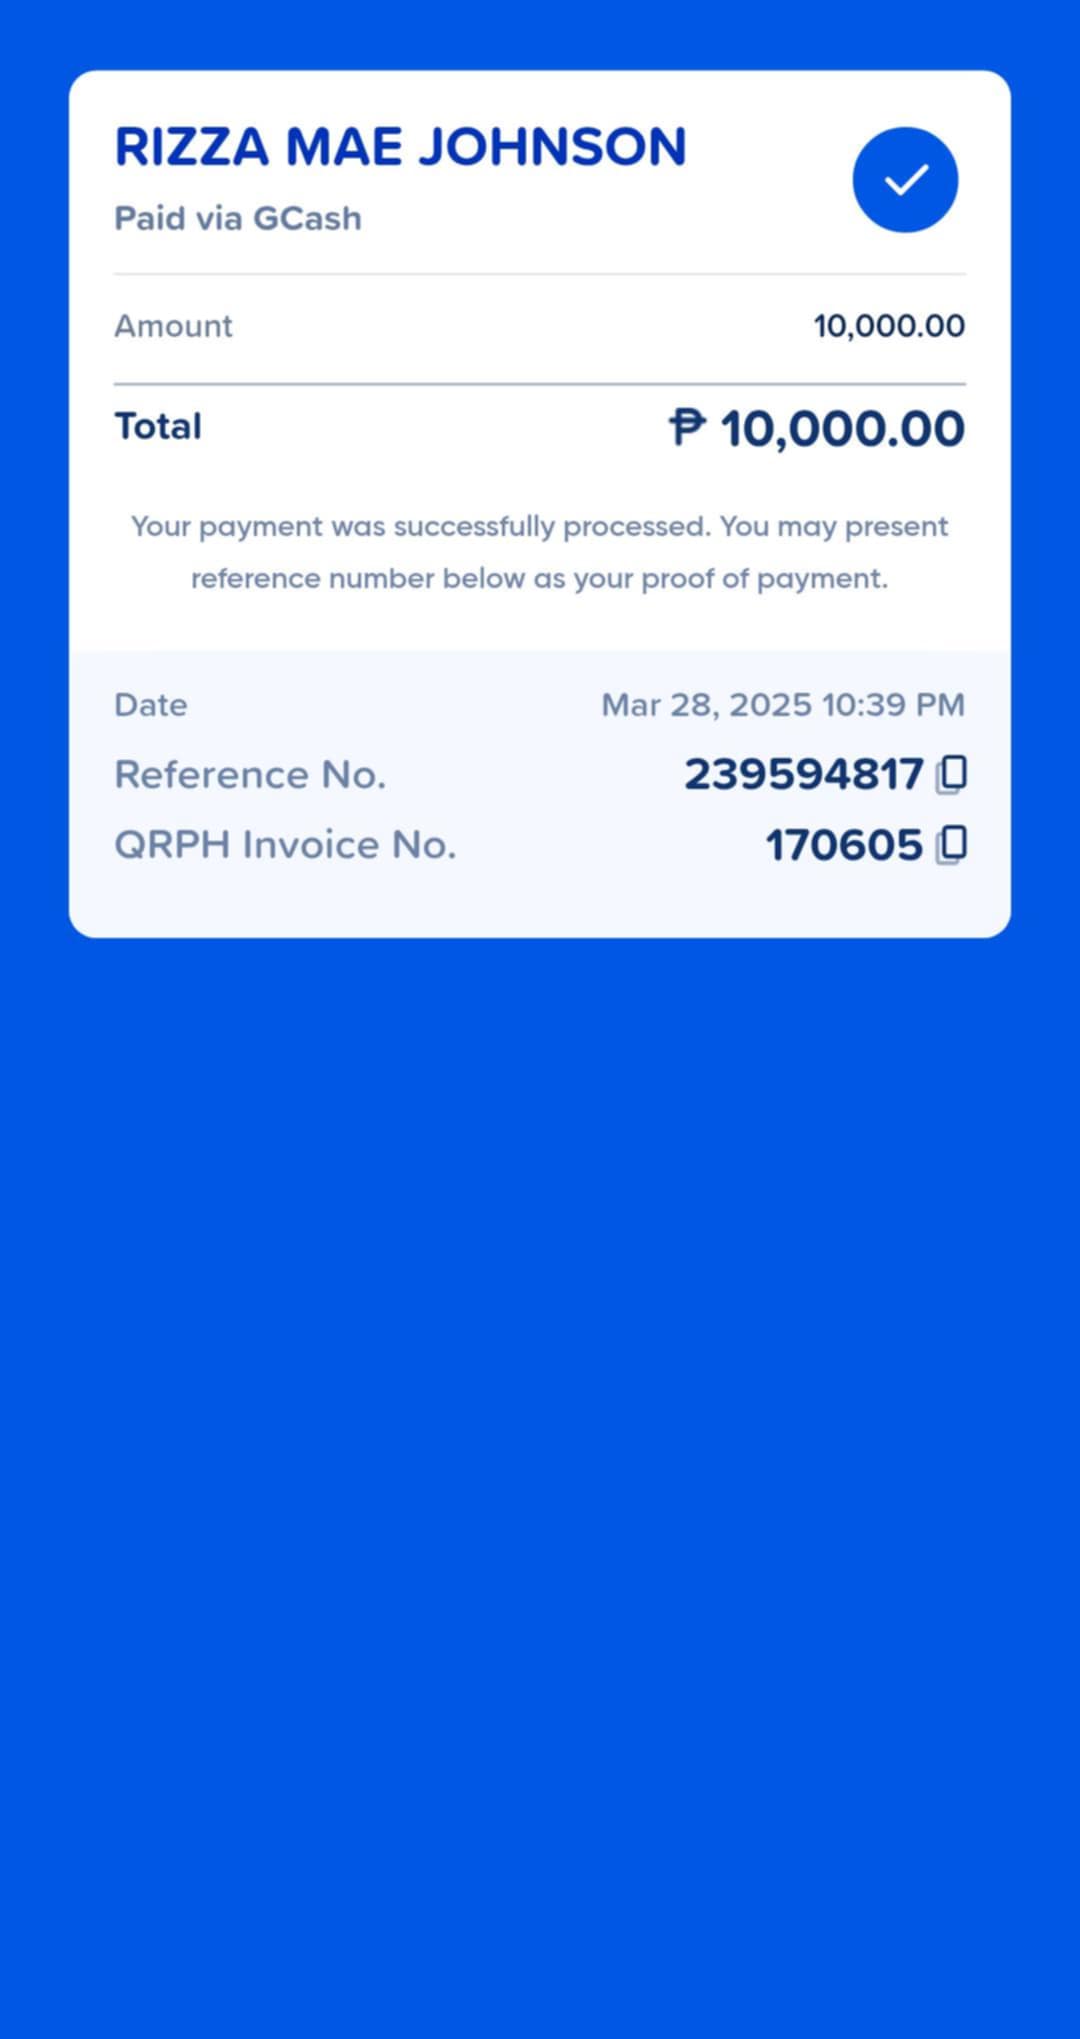 RIZZA MAE JOHNSON
Paid via GCash
Amount 10,000.00
Total ₱ 10,000.00
Your payment was successfully processed. You may present
reference number below as your proof of payment.
Date Mar 28, 2025 10:39 PM
Reference No. 239594817
QRPH Invoice No. 170605